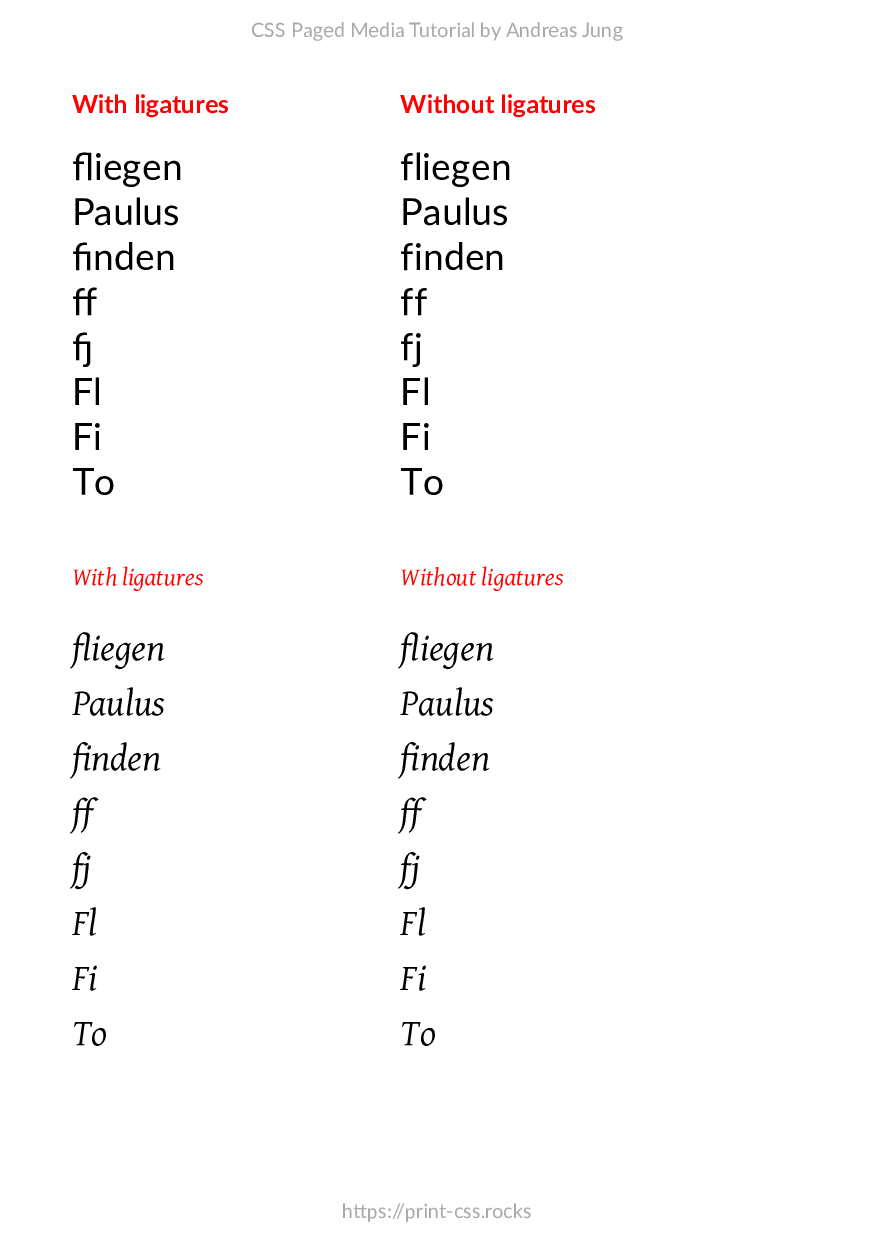 CSS Paged Media Tutorial by Andreas Jung
With ligatures
fliegen
Paulus
finden
ff
fj
Fl
Fi
To
Without ligatures
fliegen
Paulus
finden
ff
fj
Fl
Fi
To
With ligatures
fliegen
Paulus
finden
ff
fj
Fl
Fi
To
Without ligatures
fliegen
Paulus
finden
ff
fj
Fl
Fi
To
https://print-css.rocks